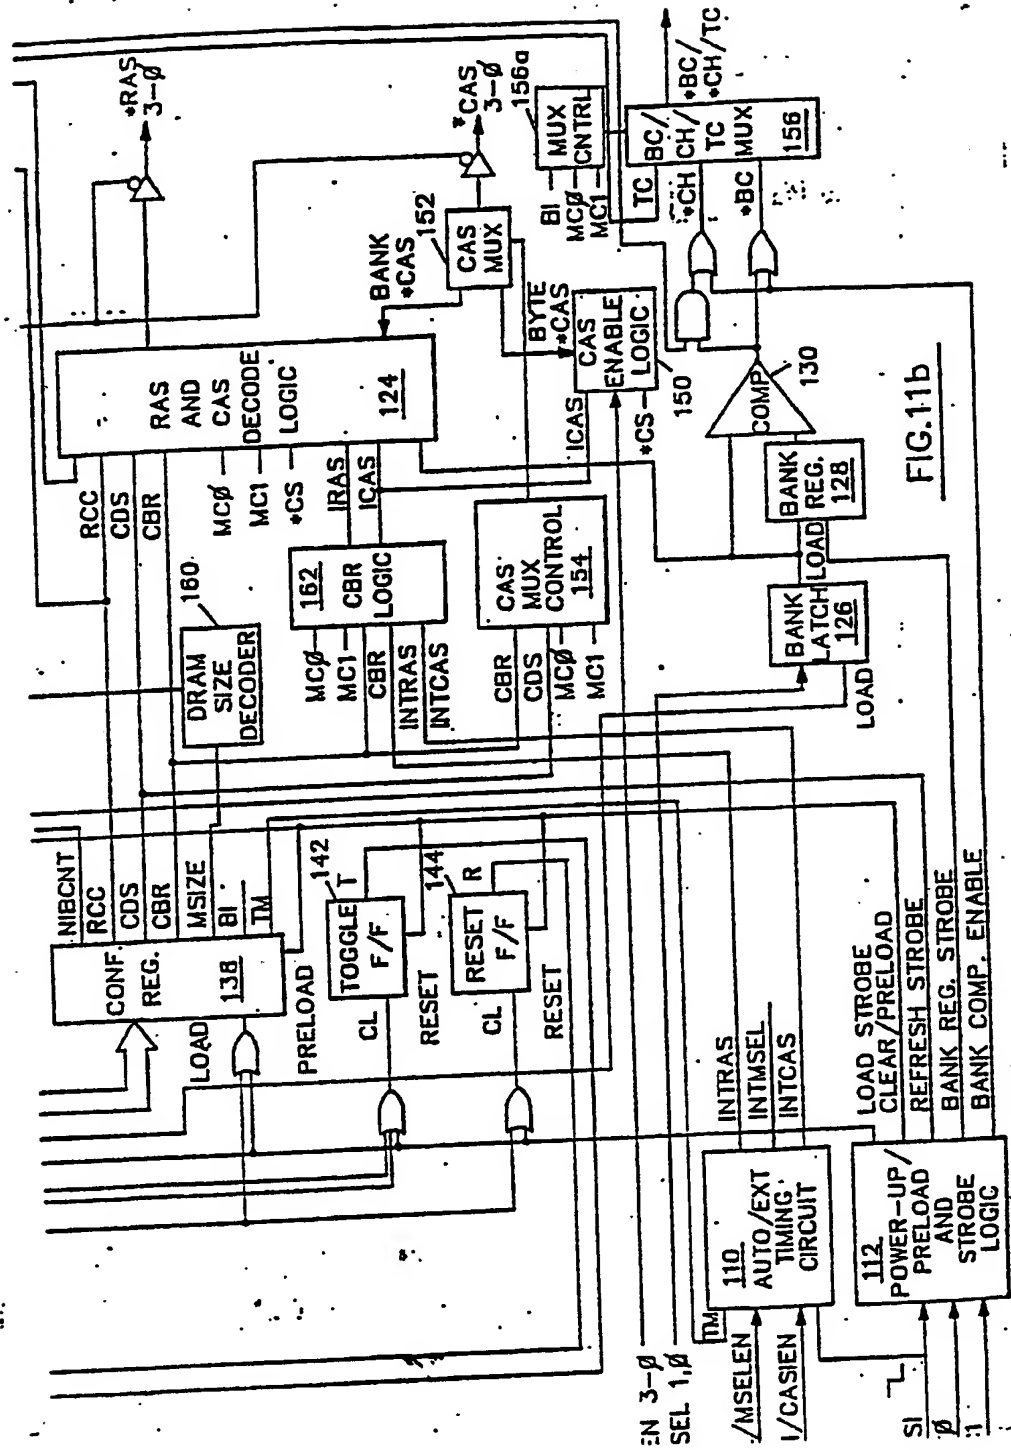 *RAS
3-Ø
*CAS
3-Ø
156a
MUX
CNTRL
BI
MCØ
MC1
*BC/
*CH/TC
BC/
CH/
TC
MUX
156
TC
*CH
*BC
152
CAS
MUX
BANK
*CAS
BYTE
*CAS
RAS
AND
CAS
DECODE
LOGIC
124
CAS
ENABLE
LOGIC
150
ICAS
*CS
COMP
130
FIG.11b
RCC
CDS
CBR
MCØ
MC1
*CS
IRAS
ICAS
160
DRAM
SIZE
DECODER
162
CBR
LOGIC
MCØ
MC1
CBR
INTRAS
INTCAS
CAS
MUX
CONTROL
154
CBR
CDS
MCØ
MC1
BANK
REG.
128
LOAD
BANK
LATCH
126
LOAD
NIBCNT
RCC
CDS
CBR
MSIZE
BI
TM
CONF.
REG.
138
LOAD
PRELOAD
142
TOGGLE
F/F
T
CL
RESET
144
RESET
F/F
R
CL
RESET
INTRAS
INTMSEL
INTCAS
LOAD STROBE
CLEAR/PRELOAD
REFRESH STROBE
BANK REG. STROBE
BANK COMP. ENABLE
110
AUTO/EXT
TIMING
CIRCUIT
112
POWER-UP/
PRELOAD
AND
STROBE
LOGIC
EN 3-Ø
SEL 1,Ø
TM
/MSELEN
I/CASIEN
SI
Ø